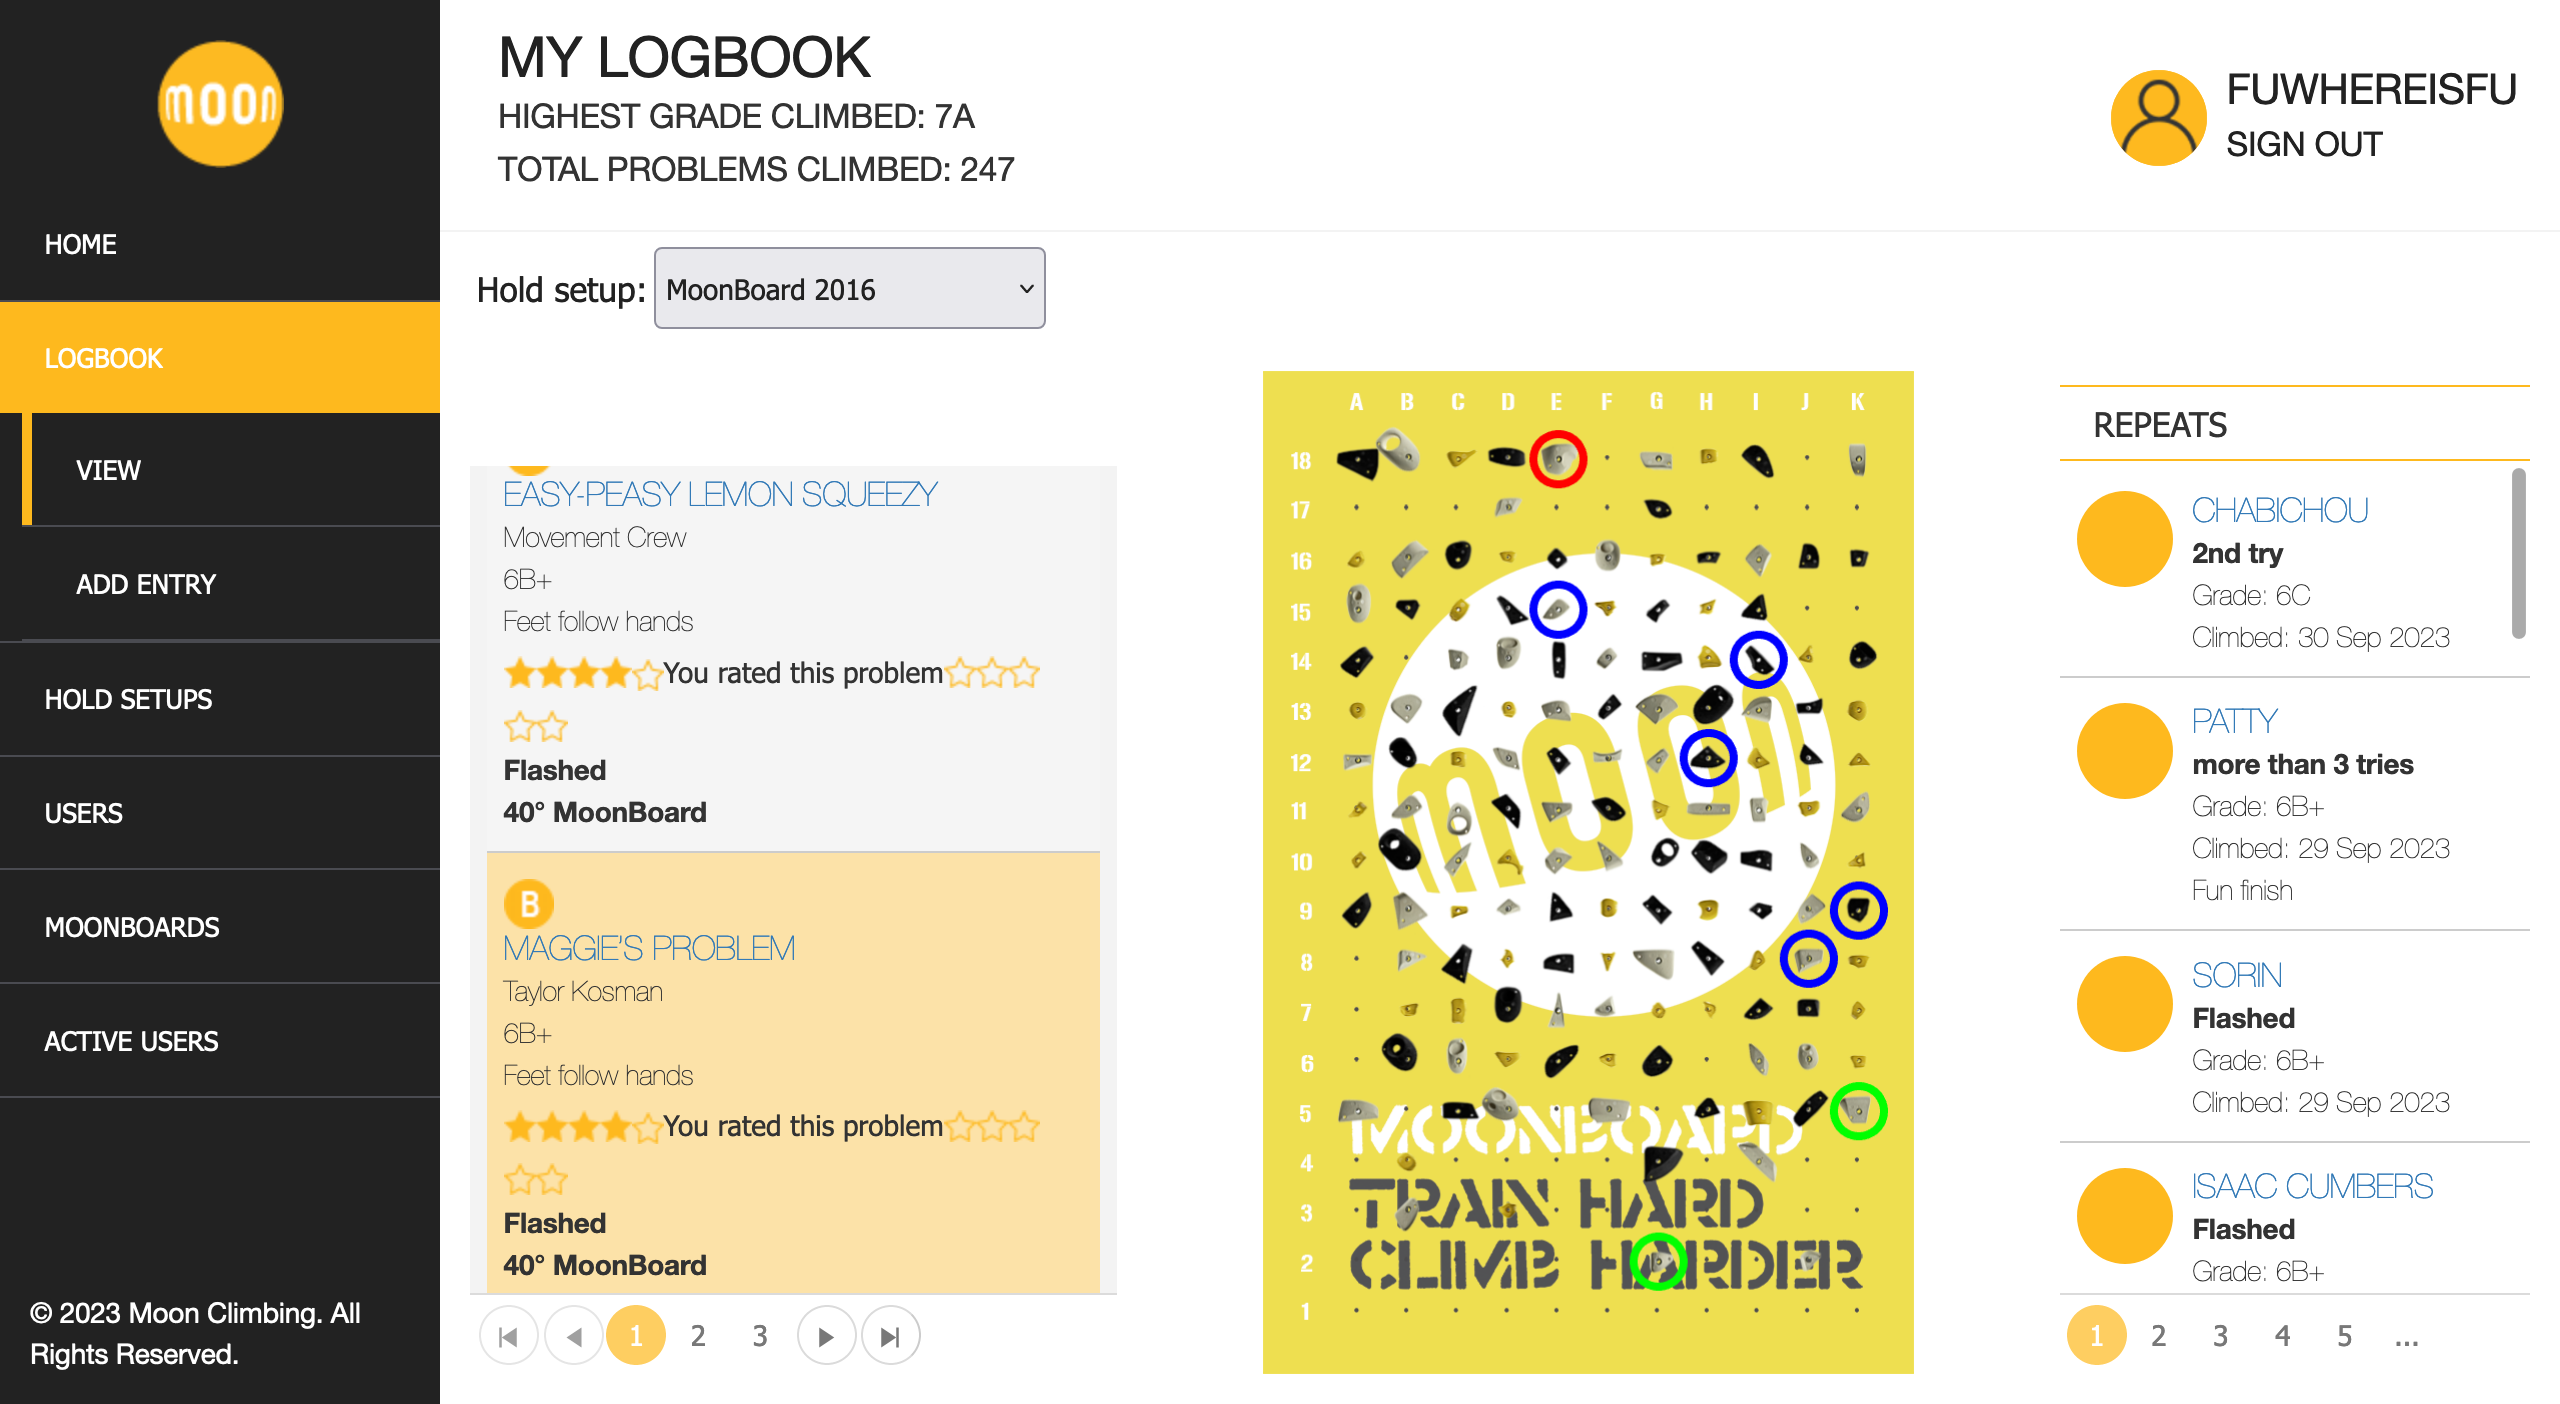 moon
HOME
LOGBOOK
VIEW
ADD ENTRY
HOLD SETUPS
USERS
MOONBOARDS
ACTIVE USERS
© 2023 Moon Climbing. All
Rights Reserved.
MY LOGBOOK
HIGHEST GRADE CLIMBED: 7A
TOTAL PROBLEMS CLIMBED: 247
FUWHEREISFU
SIGN OUT
Hold setup: MoonBoard 2016
EASY-PEASY LEMON SQUEEZY
Movement Crew
6B+
Feet follow hands
You rated this problem
Flashed
40° MoonBoard
B
MAGGIE'S PROBLEM
Taylor Kosman
6B+
Feet follow hands
You rated this problem
Flashed
40° MoonBoard
1 2 3
A B C D E F G H I J K
18
17
16
15
14
13
12
11
10
9
8
7
6
5
4
3
2
1
moon
MOONBOARD
TRAIN HARD
CLIMB HARDER
REPEATS
CHABICHOU
2nd try
Grade: 6C
Climbed: 30 Sep 2023
PATTY
more than 3 tries
Grade: 6B+
Climbed: 29 Sep 2023
Fun finish
SORIN
Flashed
Grade: 6B+
Climbed: 29 Sep 2023
ISAAC CUMBERS
Flashed
Grade: 6B+
1 2 3 4 5 ...